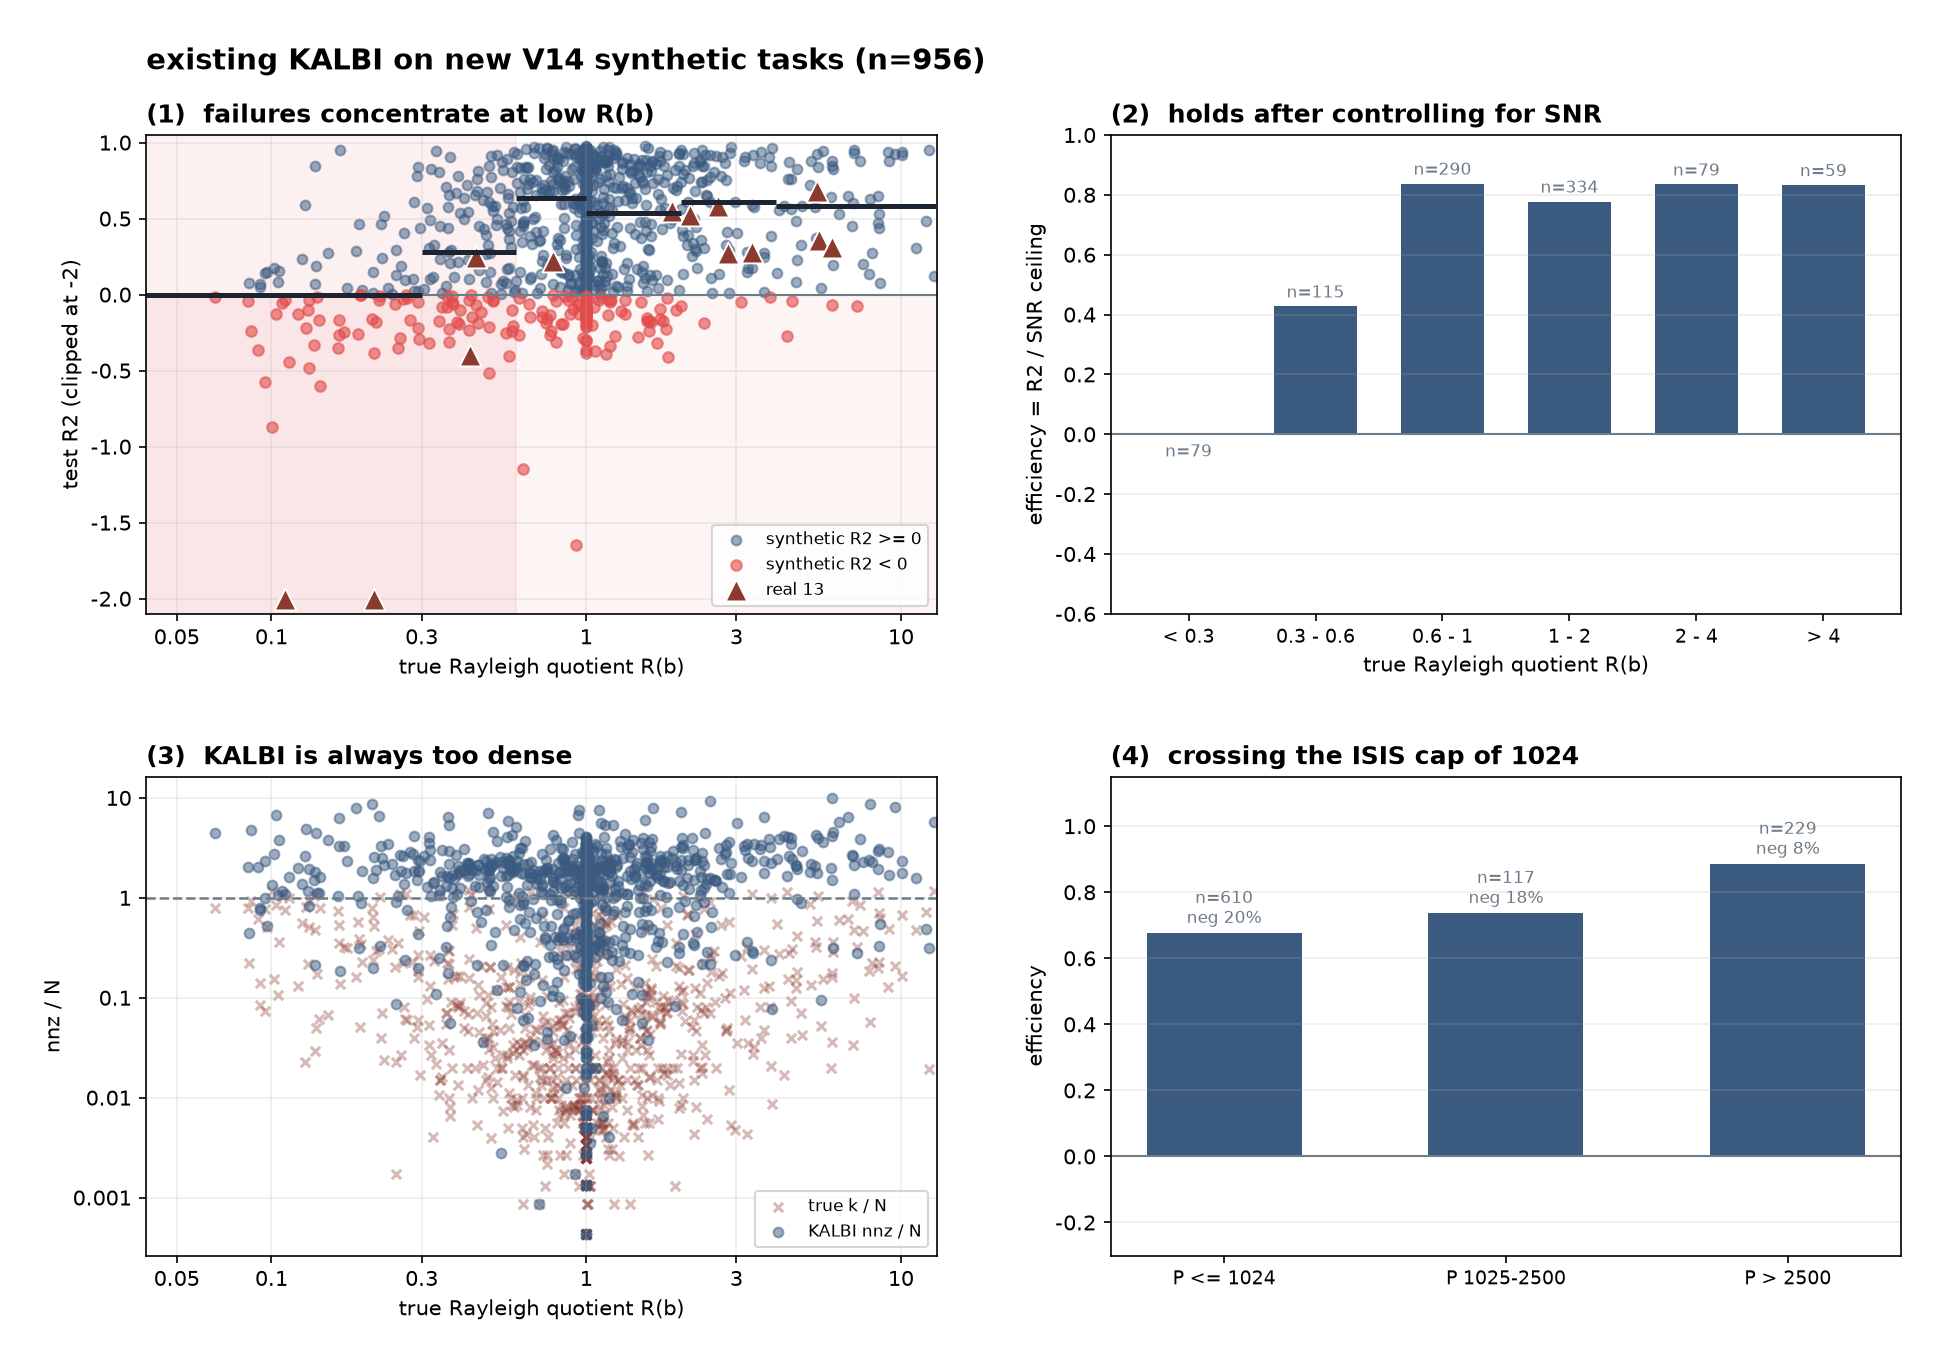 existing KALBI on new V14 synthetic tasks (n=956)
(1)  failures concentrate at low R(b)
1.0
0.5
0.0
-0.5
-1.0
-1.5
-2.0
test R2 (clipped at -2)
synthetic R2 >= 0
synthetic R2 < 0
real 13
0.05
0.1
0.3
1
3
10
true Rayleigh quotient R(b)
(2)  holds after controlling for SNR
1.0
0.8
0.6
0.4
0.2
0.0
-0.2
-0.4
-0.6
efficiency = R2 / SNR ceiling
n=79
n=115
n=290
n=334
n=79
n=59
< 0.3
0.3 - 0.6
0.6 - 1
1 - 2
2 - 4
> 4
true Rayleigh quotient R(b)
(3)  KALBI is always too dense
10
1
0.1
0.01
0.001
nnz / N
true k / N
KALBI nnz / N
0.05
0.1
0.3
1
3
10
true Rayleigh quotient R(b)
(4)  crossing the ISIS cap of 1024
1.0
0.8
0.6
0.4
0.2
0.0
-0.2
efficiency
n=610
neg 20%
n=117
neg 18%
n=229
neg 8%
P <= 1024
P 1025-2500
P > 2500